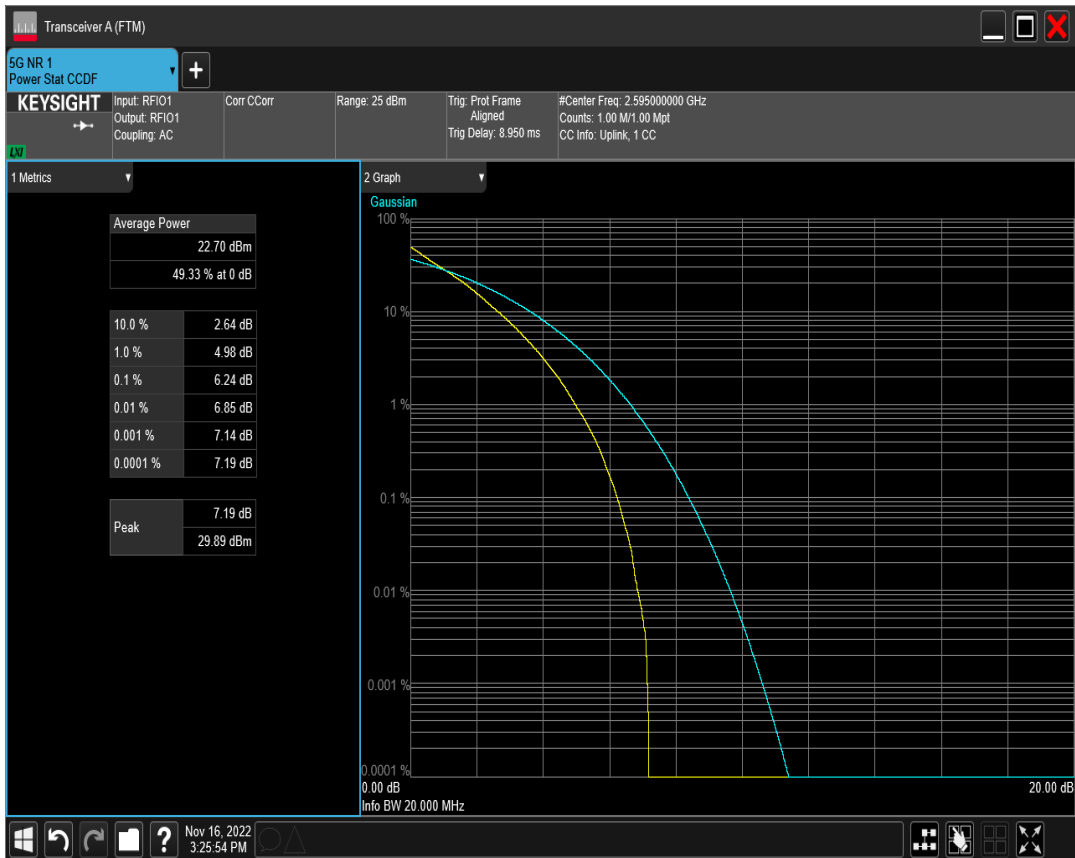 Transceiver A (FTM)
5G NR 1
Power Stat CCDF
+
KEYSIGHT
LXI
Input: RFIO1
Output: RFIO1
Coupling: AC
Corr CCorr
Range: 25 dBm
Trig: Prot Frame
Aligned
Trig Delay: 8.950 ms
#Center Freq: 2.595000000 GHz
Counts: 1.00 M/1.00 Mpt
CC Info: Uplink, 1 CC
1 Metrics
Average Power
22.70 dBm
49.33 % at 0 dB
10.0 % 2.64 dB
1.0 % 4.98 dB
0.1 % 6.24 dB
0.01 % 6.85 dB
0.001 % 7.14 dB
0.0001 % 7.19 dB
Peak
7.19 dB
29.89 dBm
2 Graph
Gaussian
100 %
10 %
1 %
0.1 %
0.01 %
0.001 %
0.0001 %
0.00 dB 20.00 dB
Info BW 20.000 MHz
?
Nov 16, 2022
3:25:54 PM